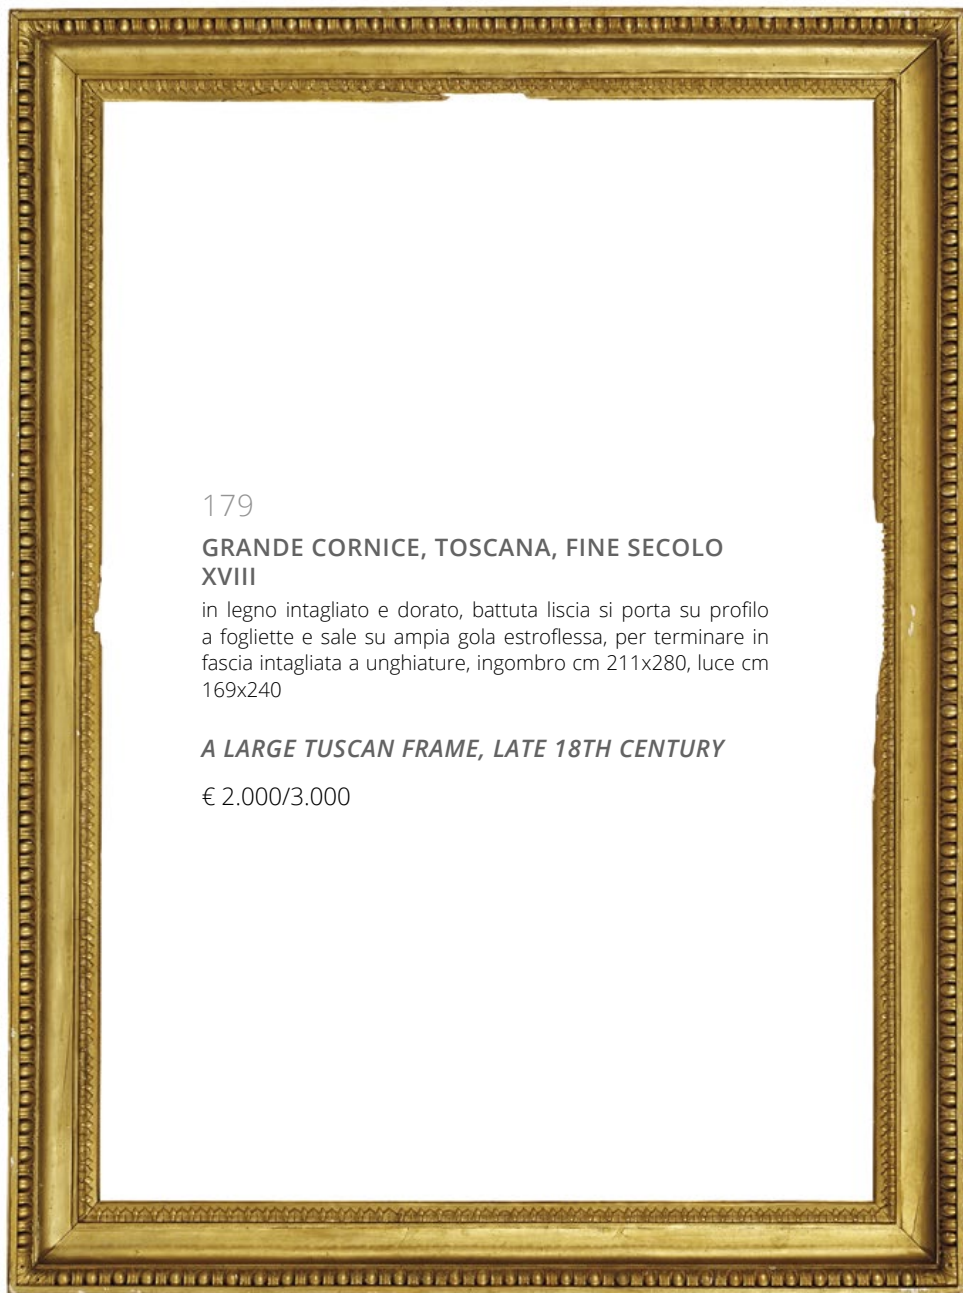 179
GRANDE CORNICE, TOSCANA, FINE SECOLO
XVIII
in legno intagliato e dorato, battuta liscia si porta su profilo
a fogliette e sale su ampia gola estroflessa, per terminare in
fascia intagliata a unghiature, ingombro cm 211x280, luce cm
169x240
A LARGE TUSCAN FRAME, LATE 18TH CENTURY
€ 2.000/3.000